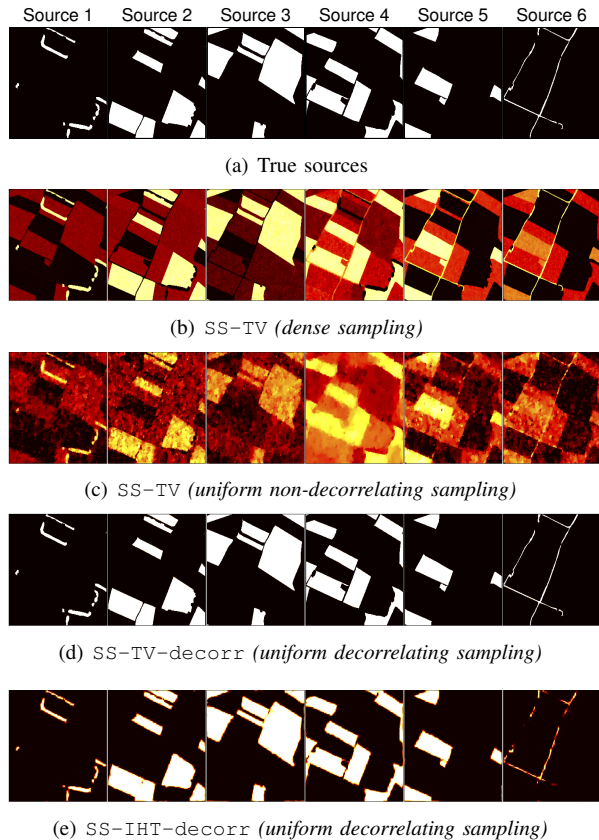 Source 1 Source 2 Source 3 Source 4 Source 5 Source 6
(a) True sources
(b) SS-TV (dense sampling)
(c) SS-TV (uniform non-decorrelating sampling)
(d) SS-TV-decorr (uniform decorrelating sampling)
(e) SS-IHT-decorr (uniform decorrelating sampling)